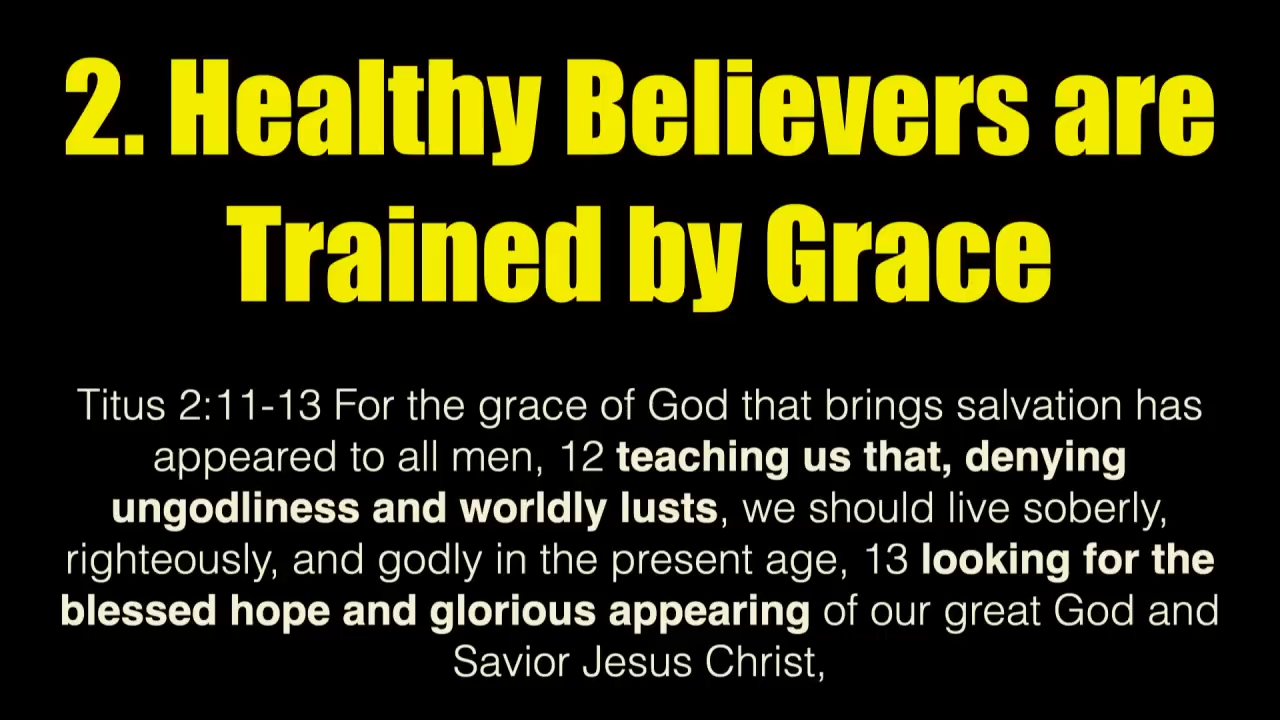 2. Healthy Believers are
Trained by Grace
Titus 2:11-13 For the grace of God that brings salvation has
appeared to all men, 12 teaching us that, denying
ungodliness and worldly lusts, we should live soberly,
righteously, and godly in the present age, 13 looking for the
blessed hope and glorious appearing of our great God and
Savior Jesus Christ,